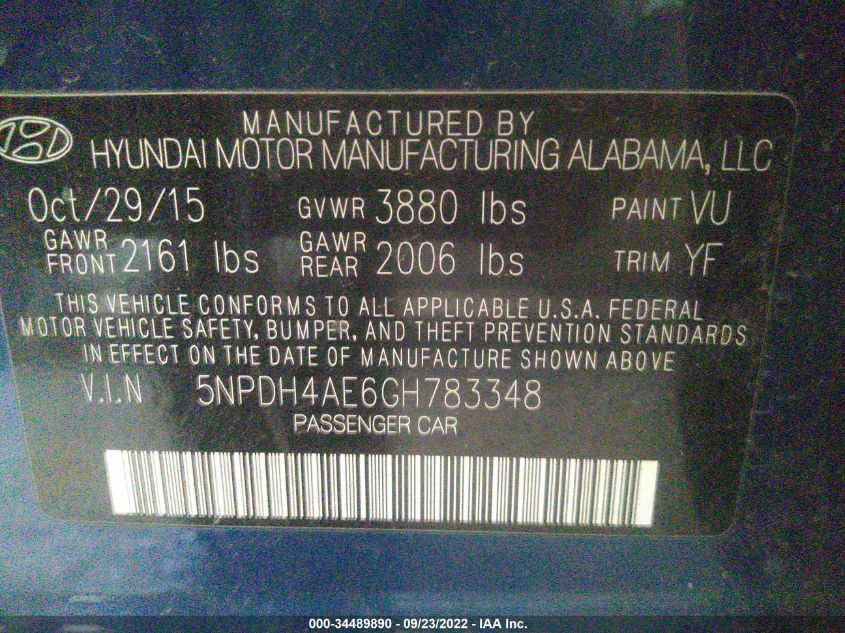 MANUFACTURED BY
HYUNDAI MOTOR MANUFACTURING ALABAMA, LLC
Oct/29/15 GVWR 3880 lbs PAINT VU
GAWR FRONT 2161 lbs GAWR REAR 2006 lbs TRIM YF
THIS VEHICLE CONFORMS TO ALL APPLICABLE U.S.A. FEDERAL
MOTOR VEHICLE SAFETY, BUMPER, AND THEFT PREVENTION STANDARDS
IN EFFECT ON THE DATE OF MANUFACTURE SHOWN ABOVE
V.I.N 5NPDH4AE6GH783348
PASSENGER CAR
000-34489890 - 09/23/2022 - IAA Inc.